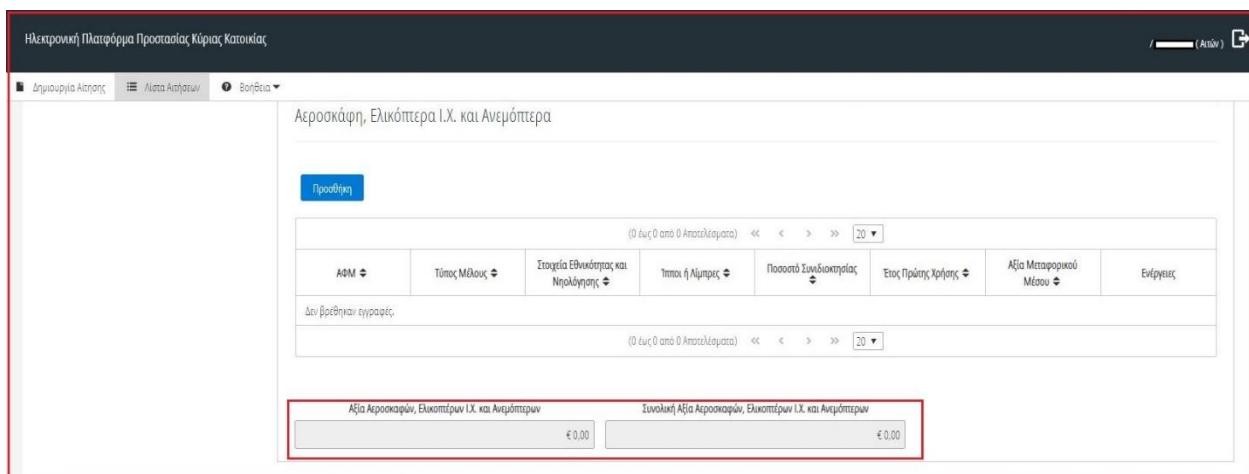 Ηλεκτρονική Πλατφόρμα Προστασίας Κύριας Κατοικίας
/ ( Αιτών )
Δημιουργία Αίτησης Λίστα Αιτήσεων Βοήθεια
Αεροσκάφη, Ελικόπτερα Ι.Χ. και Ανεμόπτερα
Προσθήκη
(0 έως 0 από 0 Αποτελέσματα) 20
ΑΦΜ Τύπος Μέλους Στοιχεία Εθνικότητας και Νηολόγησης Ίπποι ή Λίμπρες Ποσοστό Συνιδιοκτησίας Έτος Πρώτης Χρήσης Αξία Μεταφορικού Μέσου Ενέργειες
Δεν βρέθηκαν εγγραφές.
(0 έως 0 από 0 Αποτελέσματα) 20
Αξία Αεροσκαφών, Ελικοπτέρων Ι.Χ. και Ανεμόπτερων Συνολική Αξία Αεροσκαφών, Ελικοπτέρων Ι.Χ. και Ανεμόπτερων
€ 0,00 € 0,00